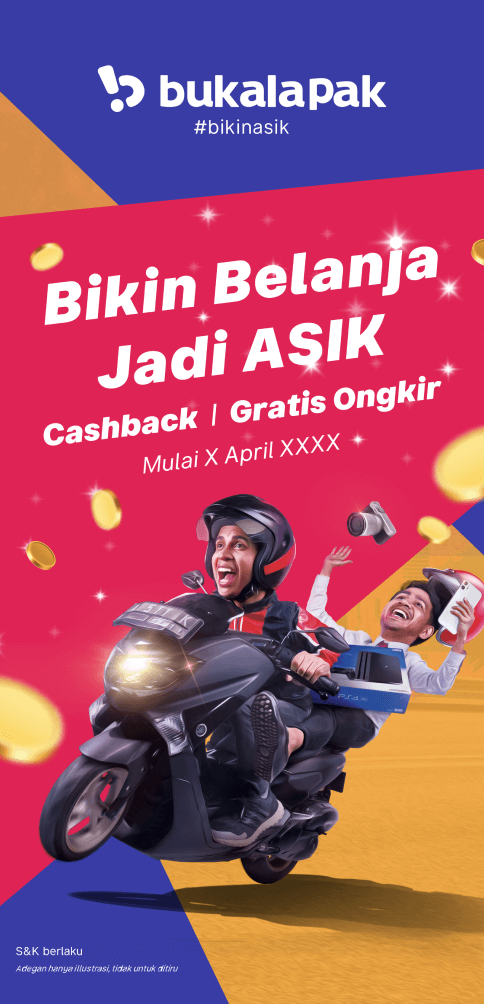 bukalapak
#bikinasik
Bikin Belanja
Jadi ASIK
Cashback | Gratis Ongkir
Mulai X April XXXX
PS4
S&K berlaku
Adegan hanya ilustrasi, tidak untuk ditiru